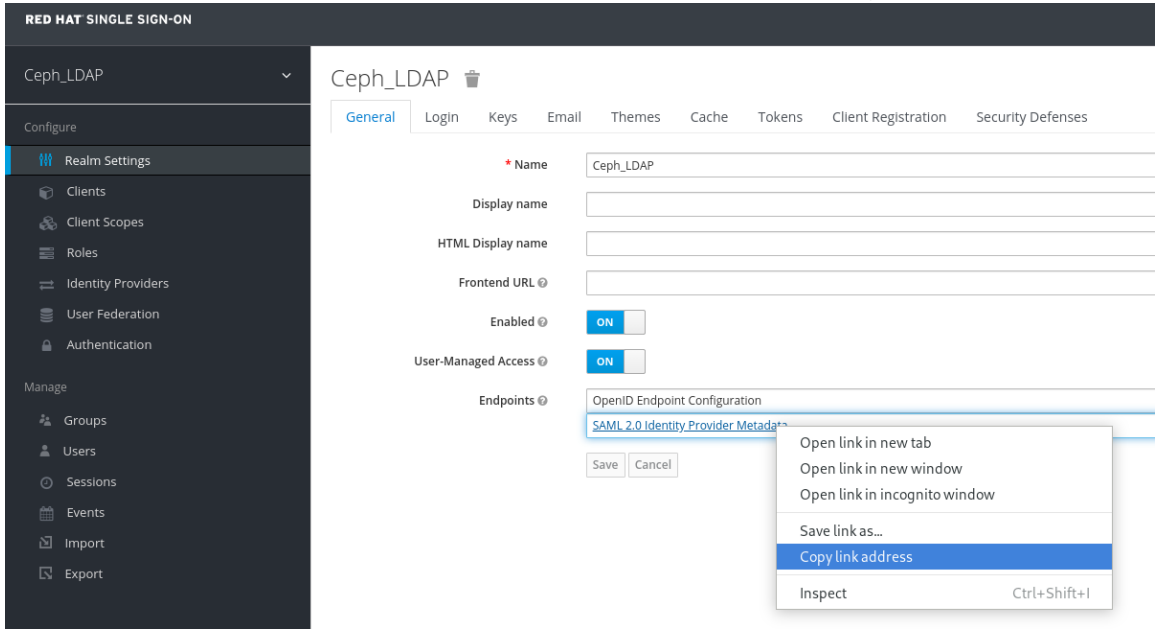 RED HAT SINGLE SIGN-ON
Ceph_LDAP
Configure
Realm Settings
Clients
Client Scopes
Roles
Identity Providers
User Federation
Authentication
Manage
Groups
Users
Sessions
Events
Import
Export
Ceph_LDAP
General Login Keys Email Themes Cache Tokens Client Registration Security Defenses
* Name Ceph_LDAP
Display name
HTML Display name
Frontend URL
Enabled ON
User-Managed Access ON
Endpoints OpenID Endpoint Configuration
SAML 2.0 Identity Provider Metadata
Save Cancel
Open link in new tab
Open link in new window
Open link in incognito window
Save link as...
Copy link address
Inspect Ctrl+Shift+I